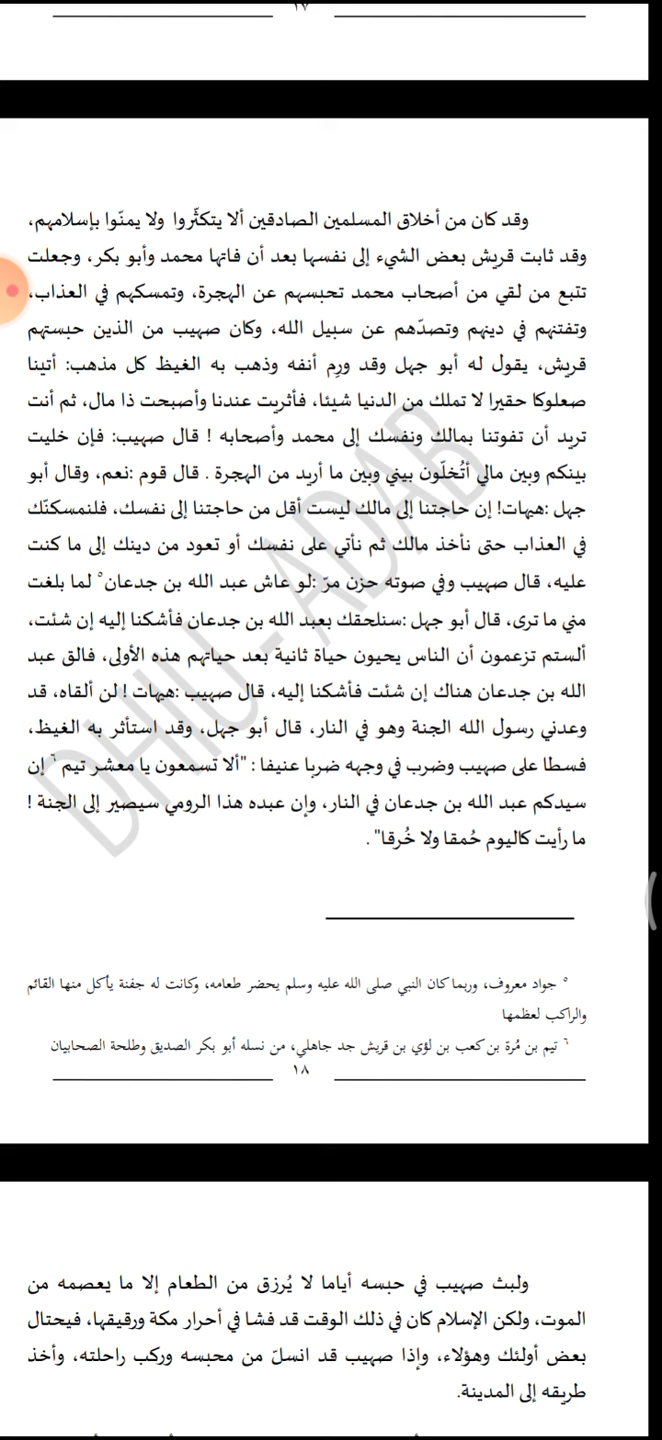 ١٧
وقد كان من أخلاق المسلمين الصادقين ألا يتكثّروا ولا يمنّوا بإسلامهم،
وقد ثابت قريش بعض الشيء إلى نفسها بعد أن فاتها محمد وأبو بكر، وجعلت
تتبع من لقي من أصحاب محمد تحبسهم عن الهجرة، وتمسكهم في العذاب،
وتفتنهم في دينهم وتصدّهم عن سبيل الله، وكان صهيب من الذين حبستهم
قريش، يقول له أبو جهل وقد ورِم أنفه وذهب به الغيظ كل مذهب: أتيتنا
صعلوكا حقيرا لا تملك من الدنيا شيئا، فأثريت عندنا وأصبحت ذا مال، ثم أنت
تريد أن تفوتنا بمالك ونفسك إلى محمد وأصحابه ! قال صهيب: فإن خليت
بينكم وبين مالي أتُخلّون بيني وبين ما أريد من الهجرة . قال قوم: نعم، وقال أبو
جهل :هيهات! إن حاجتنا إلى مالك ليست أقل من حاجتنا إلى نفسك، فلنمسكنّك
في العذاب حتى نأخذ مالك ثم نأتي على نفسك أو تعود من دينك إلى ما كنت
عليه، قال صهيب وفي صوته حزن مرّ :لو عاش عبد الله بن جدعان٥ لما بلغت
مني ما ترى، قال أبو جهل :سنلحقك بعبد الله بن جدعان فأشكنا إليه إن شئت،
ألستم تزعمون أن الناس يحيون حياة ثانية بعد حياتهم هذه الأولى، فالق عبد
الله بن جدعان هناك إن شئت فأشكنا إليه، قال صهيب :هيهات ! لن ألقاه، قد
وعدني رسول الله الجنة وهو في النار، قال أبو جهل، وقد استأثر به الغيظ،
فسطا على صهيب وضرب في وجهه ضربا عنيفا : "ألا تسمعون يا معشر تيم٦ إن
سيدكم عبد الله بن جدعان في النار، وإن عبده هذا الرومي سيصير إلى الجنة !
ما رأيت كاليوم حُمقا ولا خُرقا" .
DHIU - ADAB
٥ جواد معروف، وربما كان النبي صلى الله عليه وسلم يحضر طعامه، وكانت له جفنة يأكل منها القائم
والراكب لعظمها
٦ تيم بن مُرة بن كعب بن لؤي بن قريش جد جاهلي، من نسله أبو بكر الصديق وطلحة الصحابيان
١٨
ولبث صهيب في حبسه أياما لا يُرزق من الطعام إلا ما يعصمه من
الموت، ولكن الإسلام كان في ذلك الوقت قد فشا في أحرار مكة ورقيقها، فيحتال
بعض أولئك وهؤلاء، وإذا صهيب قد انسلّ من محبسه وركب راحلته، وأخذ
طريقه إلى المدينة.